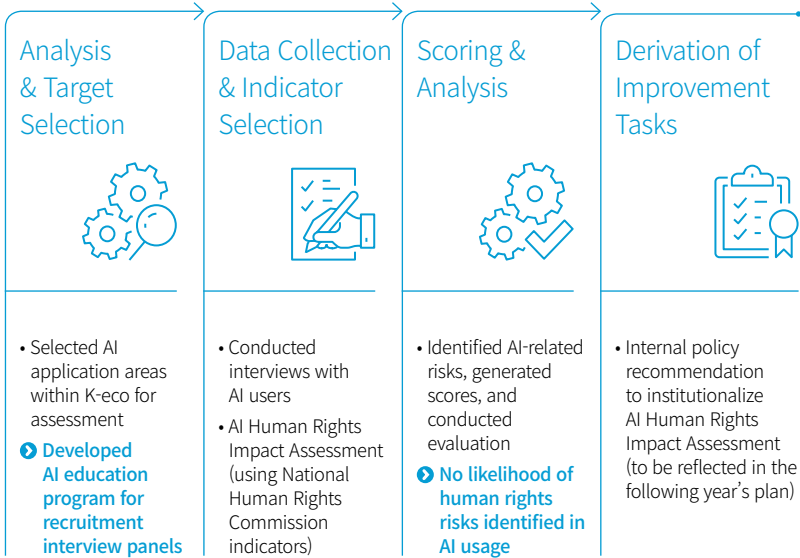 Analysis
& Target
Selection
• Selected AI
application areas
within K-eco for
assessment
Developed
AI education
program for
recruitment
interview panels
Data Collection
& Indicator
Selection
• Conducted
interviews with
AI users
• AI Human Rights
Impact Assessment
(using National
Human Rights
Commission
indicators)
Scoring &
Analysis
• Identified AI-related
risks, generated
scores, and
conducted
evaluation
No likelihood of
human rights
risks identified in
AI usage
Derivation of
Improvement
Tasks
• Internal policy
recommendation
to institutionalize
AI Human Rights
Impact Assessment
(to be reflected in the
following year's plan)